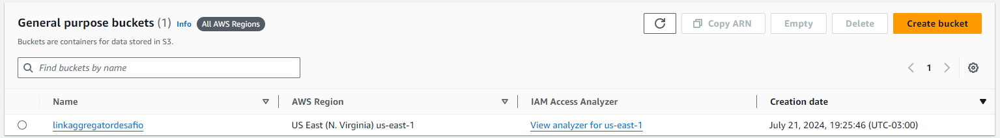 General purpose buckets (1) Info All AWS Regions
Copy ARN Empty Delete Create bucket
Buckets are containers for data stored in S3.
Find buckets by name
1
Name AWS Region IAM Access Analyzer Creation date
linkaggregatordesafio US East (N. Virginia) us-east-1 View analyzer for us-east-1 July 21, 2024, 19:25:46 (UTC-03:00)